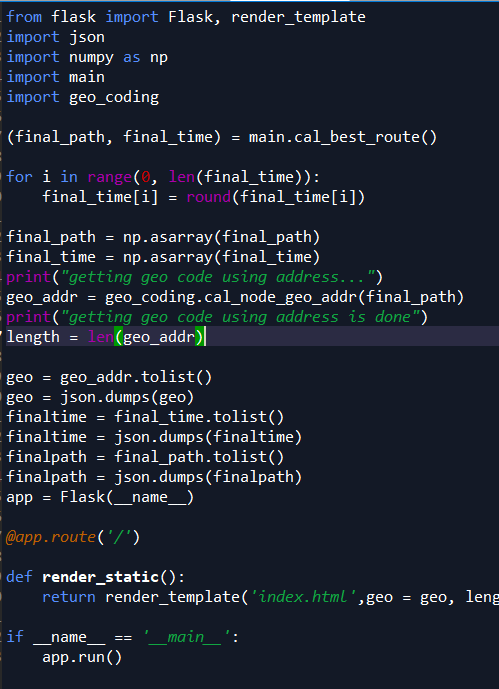 from flask import Flask, render_template
import json
import numpy as np
import main
import geo_coding
(final_path, final_time) = main.cal_best_route()
for i in range(0, len(final_time)):
    final_time[i] = round(final_time[i])
final_path = np.asarray(final_path)
final_time = np.asarray(final_time)
print("getting geo code using address...")
geo_addr = geo_coding.cal_node_geo_addr(final_path)
print("getting geo code using address is done")
length = len(geo_addr)
geo = geo_addr.tolist()
geo = json.dumps(geo)
finaltime = final_time.tolist()
finaltime = json.dumps(finaltime)
finalpath = final_path.tolist()
finalpath = json.dumps(finalpath)
app = Flask(__name__)
@app.route('/')
def render_static():
    return render_template('index.html',geo = geo, leng
if __name__ == '__main__':
    app.run()